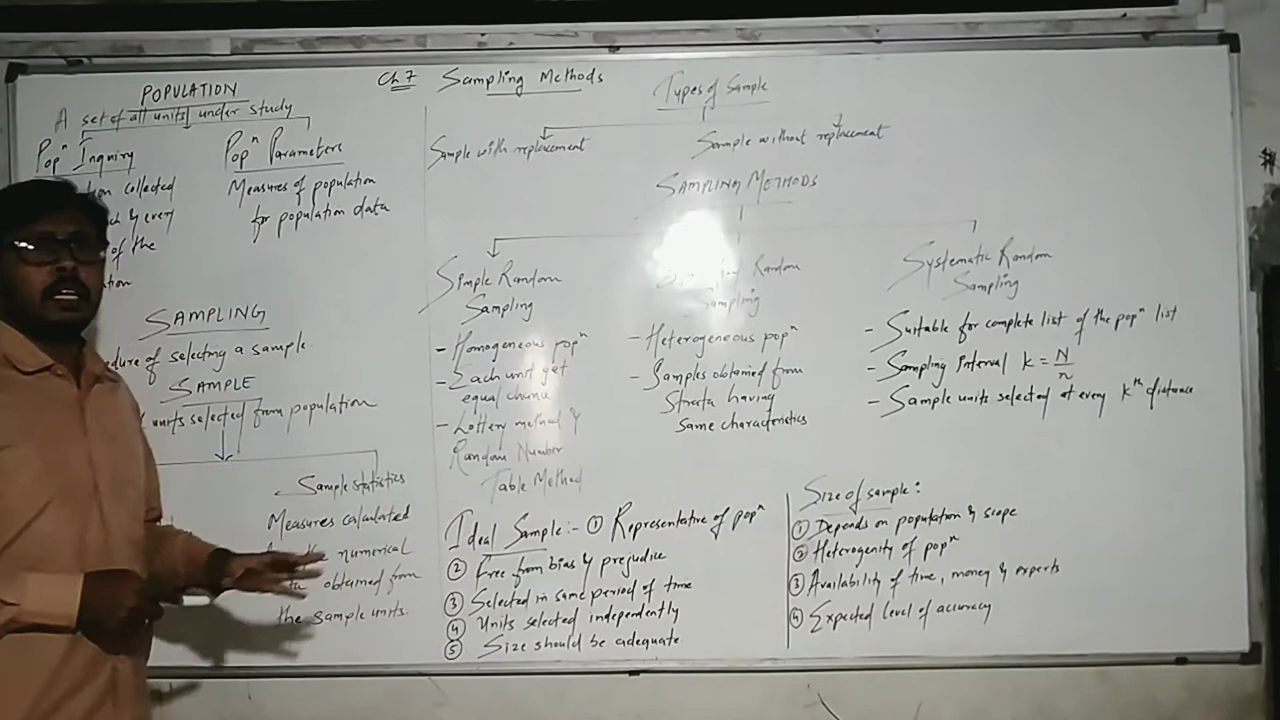 Ch 7 Sampling Methods
POPULATION
A set of all units under study
Popⁿ Inquiry
collected
every
of the
Popⁿ Parameters
Measures of population
for population data
SAMPLING
of selecting a sample
SAMPLE
units selected from population
Sample statistics
Measures calculated
numerical
obtained from
the sample units.
Types of Sample
Sample with replacement
Sample without replacement
SAMPLING METHODS
Simple Random
Sampling
- Homogeneous popⁿ
- Each unit get
equal chance
- Lottery method &
Random Number
Table Method
Random
Sampling
- Heterogeneous popⁿ
- Samples obtained from
Strata having
Same characteristics
Systematic Random
Sampling
- Suitable for complete list of the popⁿ list
- Sampling Interval k = N/n
- Sample units selected at every kᵗʰ distance
Ideal Sample:- ① Representative of popⁿ
② Free from bias & prejudice
③ Selected in same period of time
④ Units selected independently
⑤ Size should be adequate
Size of sample:
① Depends on population & scope
② Heterogenity of popⁿ
③ Availability of time, money & experts
④ Expected level of accuracy